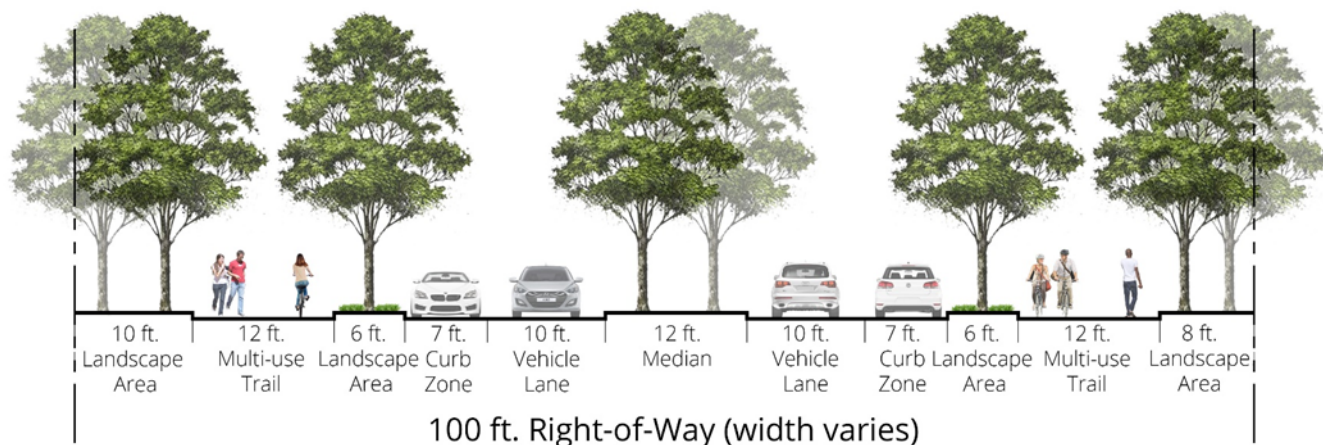 10 ft.
Landscape
Area
12 ft.
Multi-use
Trail
6 ft.
Landscape
Area
7 ft.
Curb
Zone
10 ft.
Vehicle
Lane
12 ft.
Median
10 ft.
Vehicle
Lane
7 ft.
Curb
Zone
6 ft.
Landscape
Area
12 ft.
Multi-use
Trail
8 ft.
Landscape
Area
100 ft. Right-of-Way (width varies)